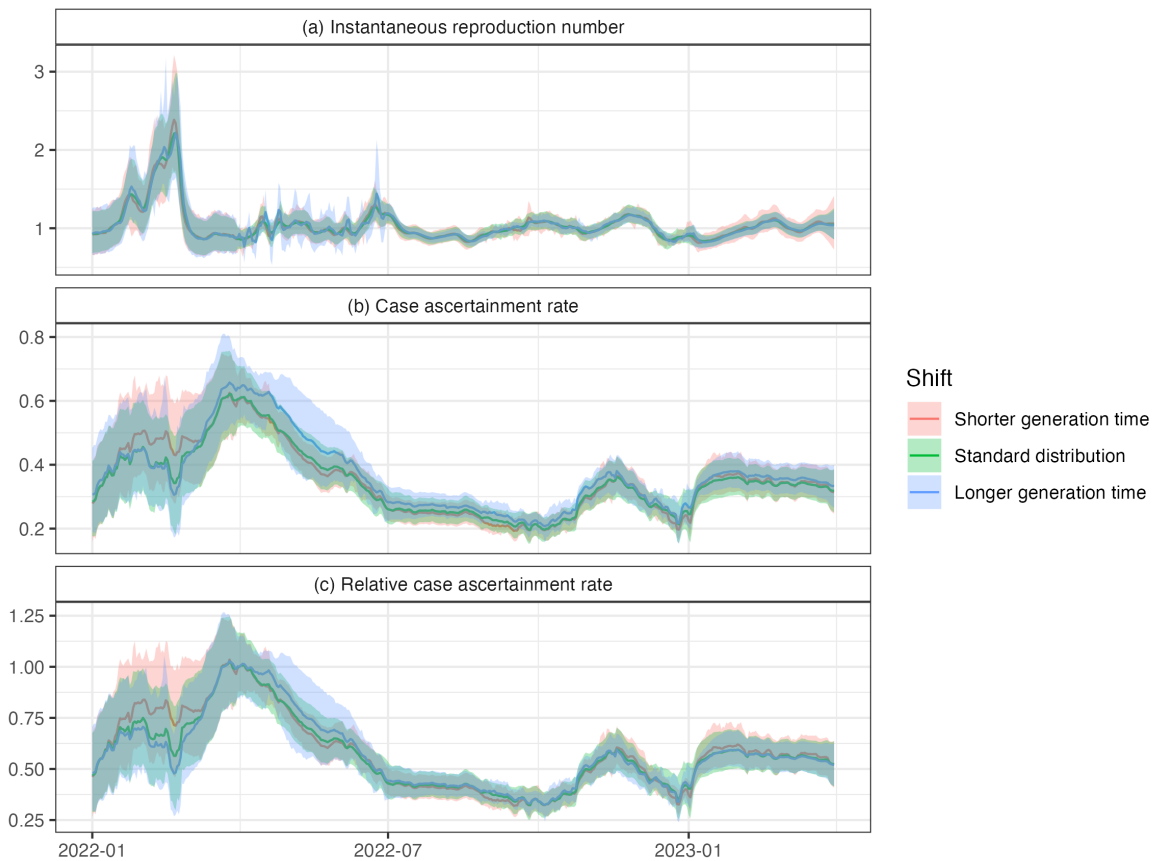 (a) Instantaneous reproduction number
3
2
1
(b) Case ascertainment rate
0.8
0.6
0.4
0.2
(c) Relative case ascertainment rate
1.25
1.00
0.75
0.50
0.25
2022-01 2022-07 2023-01
Shift
Shorter generation time
Standard distribution
Longer generation time